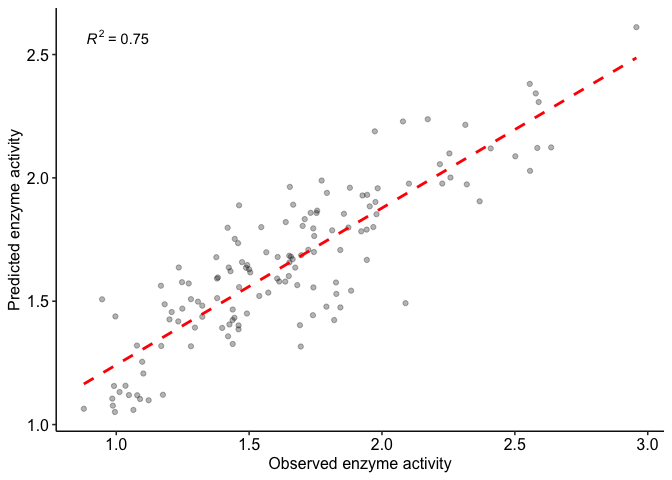 R² = 0.75
Predicted enzyme activity
2.5
2.0
1.5
1.0
1.0 1.5 2.0 2.5 3.0
Observed enzyme activity